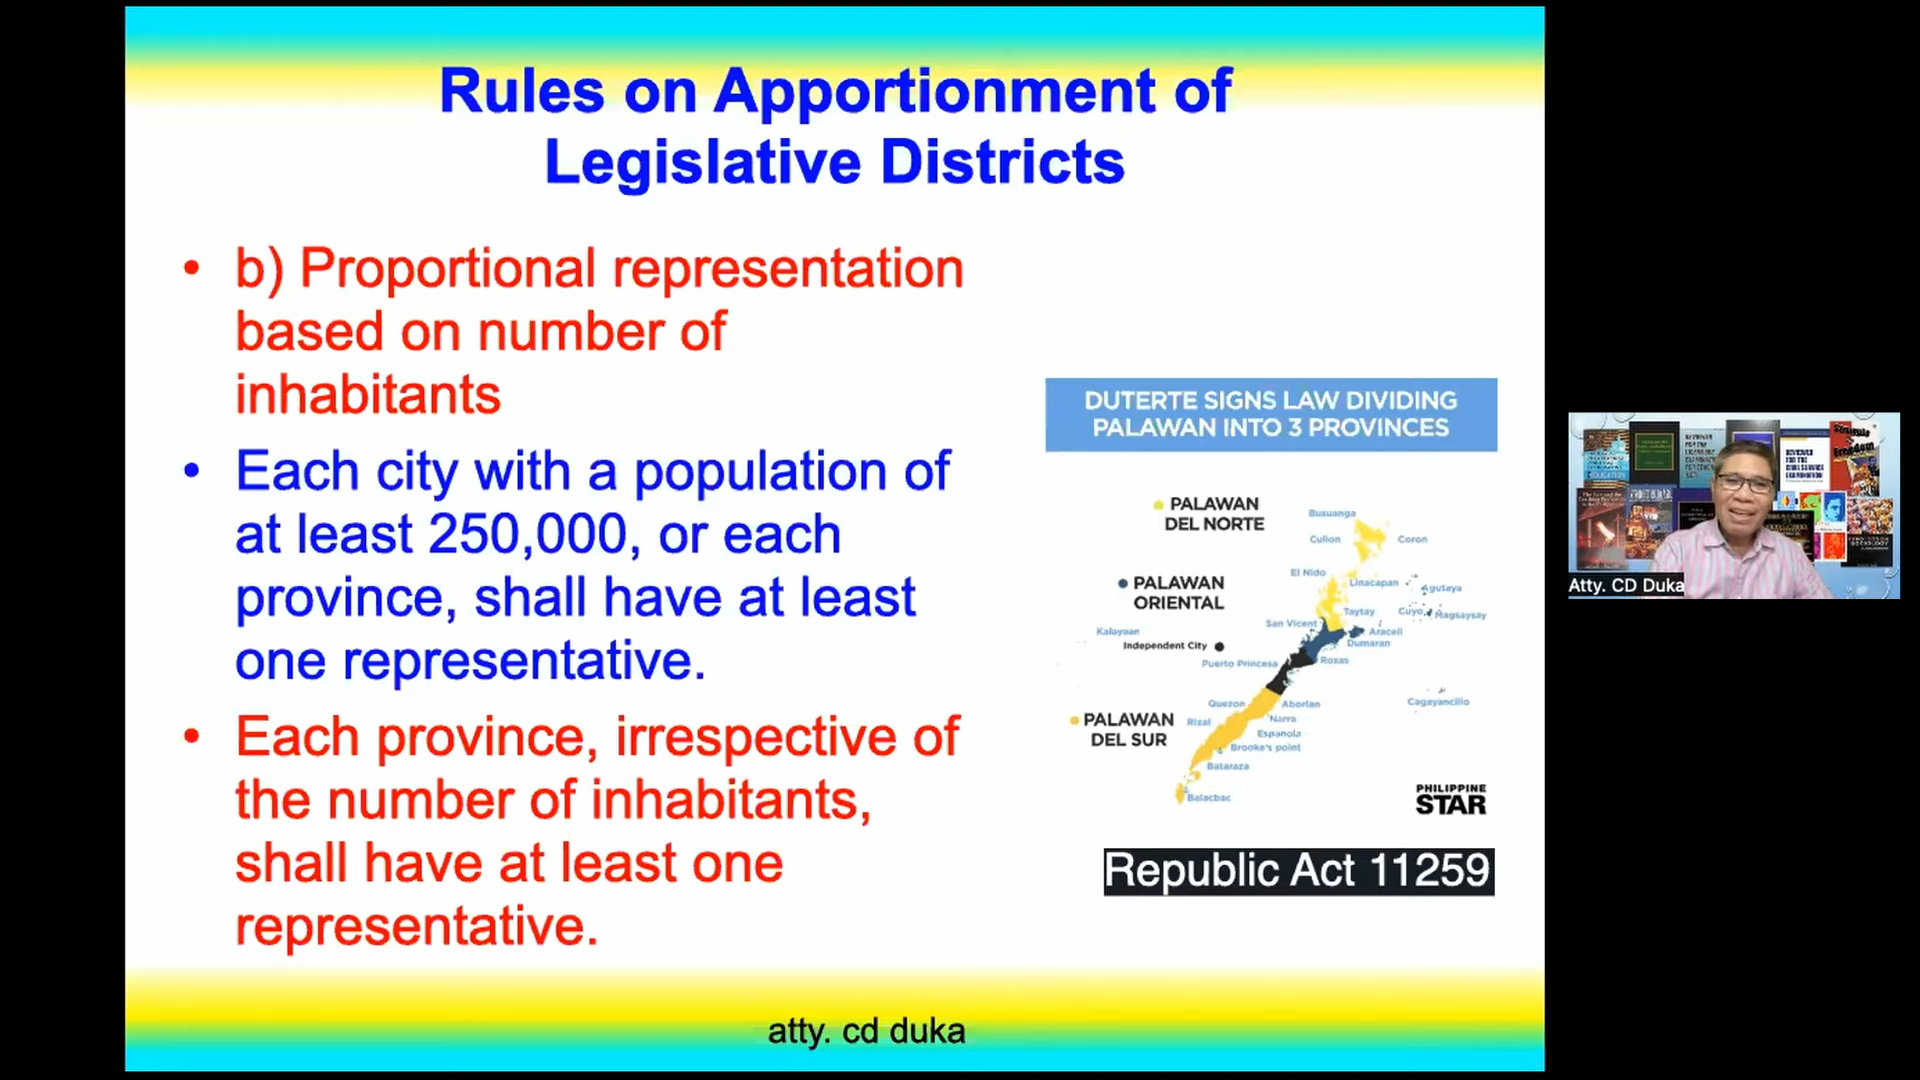 Rules on Apportionment of
Legislative Districts
• b) Proportional representation
based on number of
inhabitants
• Each city with a population of
at least 250,000, or each
province, shall have at least
one representative.
• Each province, irrespective of
the number of inhabitants,
shall have at least one
representative.
DUTERTE SIGNS LAW DIVIDING
PALAWAN INTO 3 PROVINCES
PALAWAN
DEL NORTE
Busuanga
Culion
Coron
El Nido
Linacapan
Agutaya
PALAWAN
ORIENTAL
Taytay
Cuyo
Magsaysay
San Vicent
Araceli
Kalayaan
Dumaran
Independent City
Puerto Princesa
Roxas
Quezon
Aborlan
Cagayancillo
PALAWAN
DEL SUR
Rizal
Narra
Espanola
Brooke's point
Bataraza
Balacbac
PHILIPPINE
STAR
Republic Act 11259
atty. cd duka
Atty. CD Duka